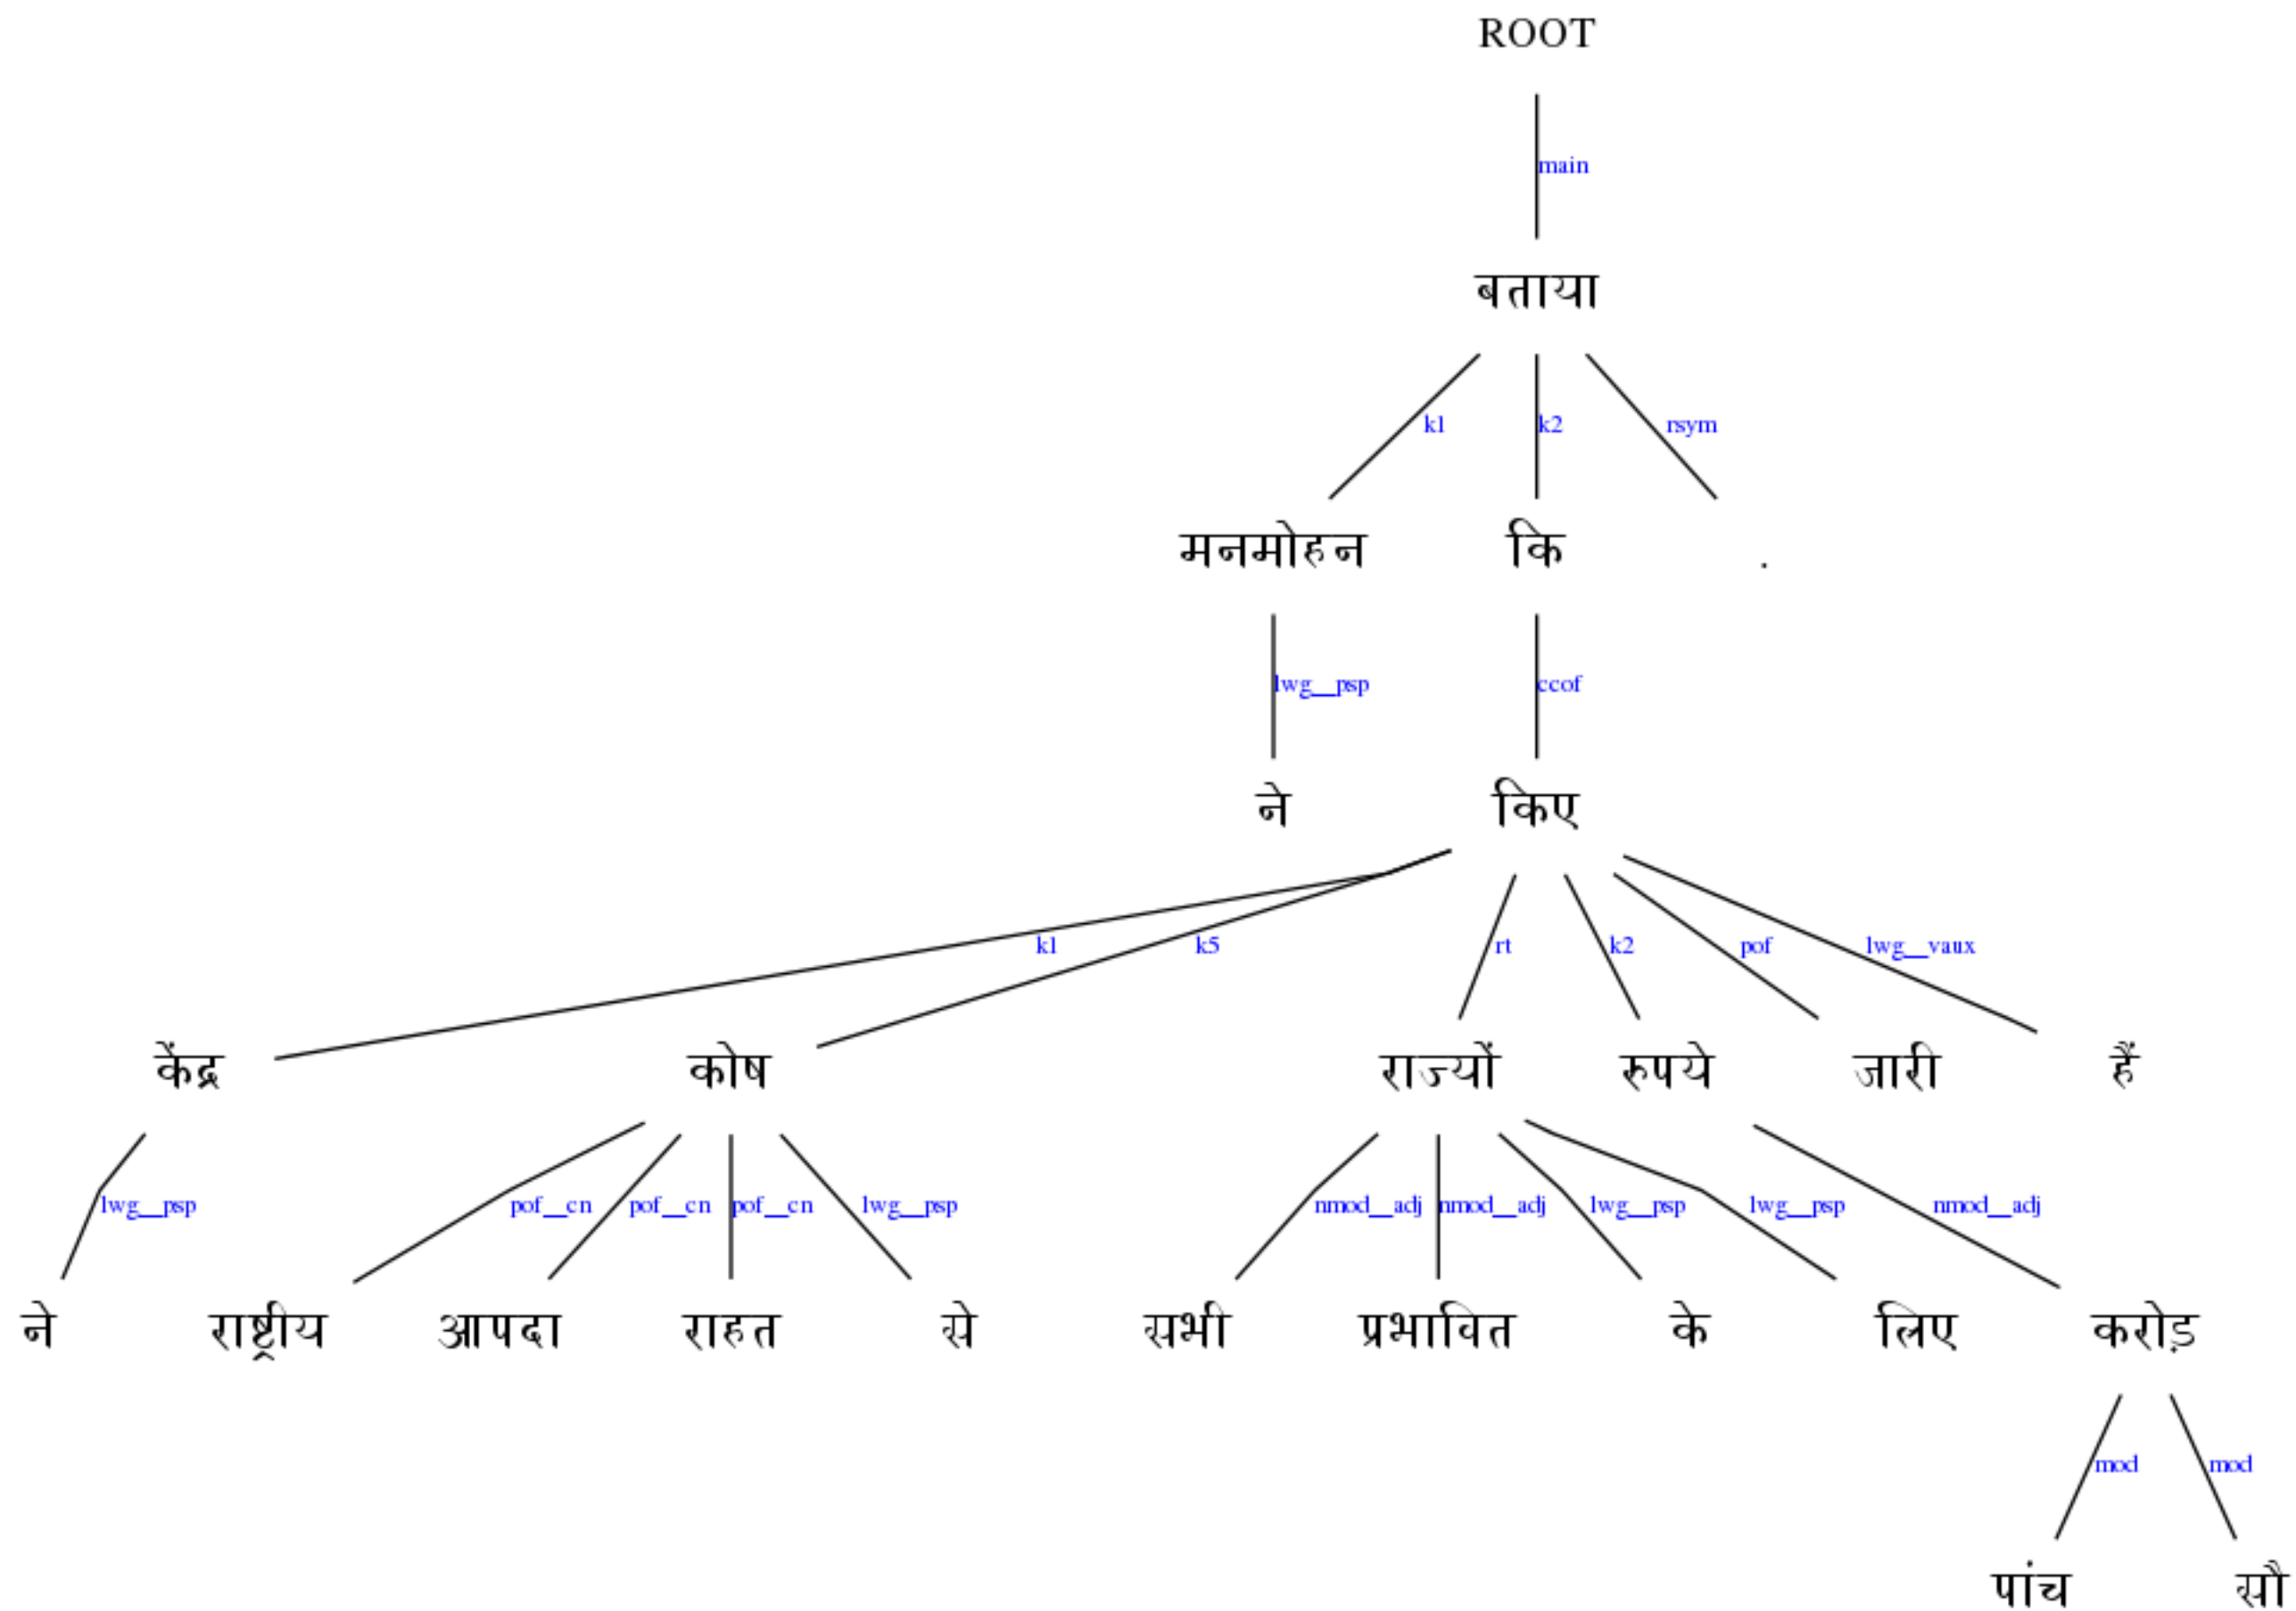 ROOT
main
बताया
k1 k2 rsym
मनमोहन कि .
lwg__psp ccof
ने किए
k1 k5 rt k2 pof lwg__vaux
केंद्र कोष राज्यों रुपये जारी हैं
lwg__psp pof__cn pof__cn pof__cn lwg__psp nmod__adj nmod__adj lwg__psp lwg__psp nmod__adj
ने राष्ट्रीय आपदा राहत से सभी प्रभावित के लिए करोड़
mod mod
पांच सौ